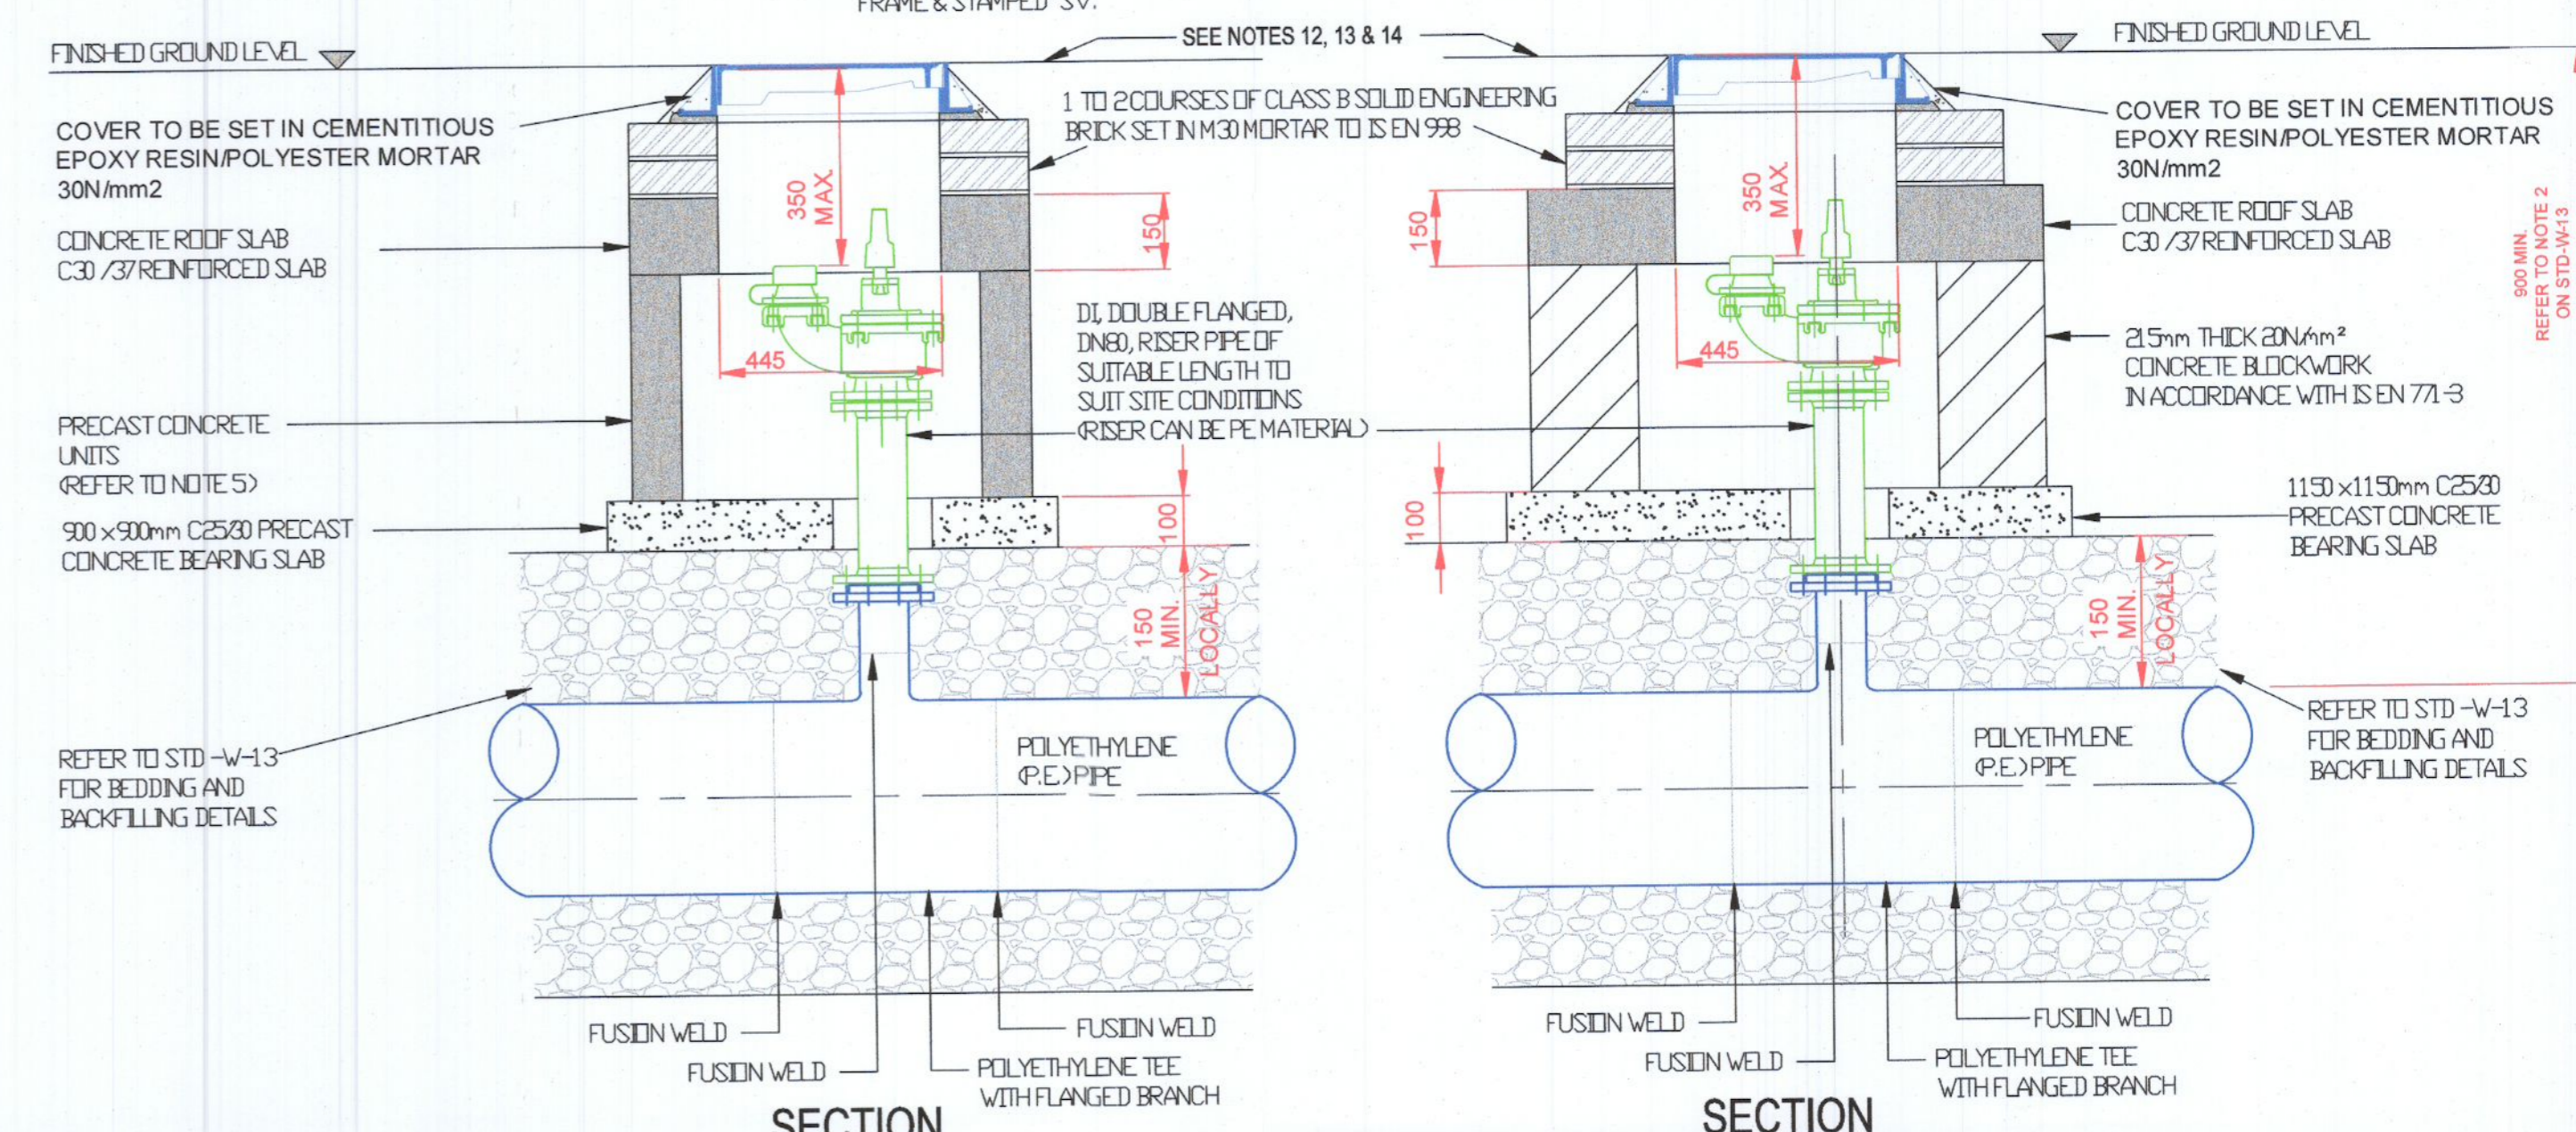 FRAME & STAMPED 'SV'.
FINISHED GROUND LEVEL
SEE NOTES 12, 13 & 14
FINISHED GROUND LEVEL
COVER TO BE SET IN CEMENTITIOUS
EPOXY RESIN/POLYESTER MORTAR
30N/mm2
1 TO 2 COURSES OF CLASS B SOLID ENGINEERING
BRICK SET IN M30 MORTAR TO IS EN 998
COVER TO BE SET IN CEMENTITIOUS
EPOXY RESIN/POLYESTER MORTAR
30N/mm2
CONCRETE ROOF SLAB
C30 /37 REINFORCED SLAB
350
MAX.
150
150
350
MAX.
CONCRETE ROOF SLAB
C30 /37 REINFORCED SLAB
900 MIN.
REFER TO NOTE 2
ON STD-W-13
445
DI, DOUBLE FLANGED,
DN80, RISER PIPE OF
SUITABLE LENGTH TO
SUIT SITE CONDITIONS
(RISER CAN BE PE MATERIAL)
445
215mm THICK 20N/mm²
CONCRETE BLOCKWORK
IN ACCORDANCE WITH IS EN 771-3
PRECAST CONCRETE
UNITS
(REFER TO NOTE 5)
900 x 900mm C25/30 PRECAST
CONCRETE BEARING SLAB
100
100
1150 x1150mm C25/30
PRECAST CONCRETE
BEARING SLAB
150
MIN.
LOCALLY
150
MIN.
LOCALLY
REFER TO STD -W-13
FOR BEDDING AND
BACKFILLING DETAILS
POLYETHYLENE
(P.E.) PIPE
POLYETHYLENE
(P.E.) PIPE
REFER TO STD -W-13
FOR BEDDING AND
BACKFILLING DETAILS
FUSION WELD
FUSION WELD
FUSION WELD
POLYETHYLENE TEE
WITH FLANGED BRANCH
FUSION WELD
FUSION WELD
FUSION WELD
POLYETHYLENE TEE
WITH FLANGED BRANCH
SECTION
SECTION